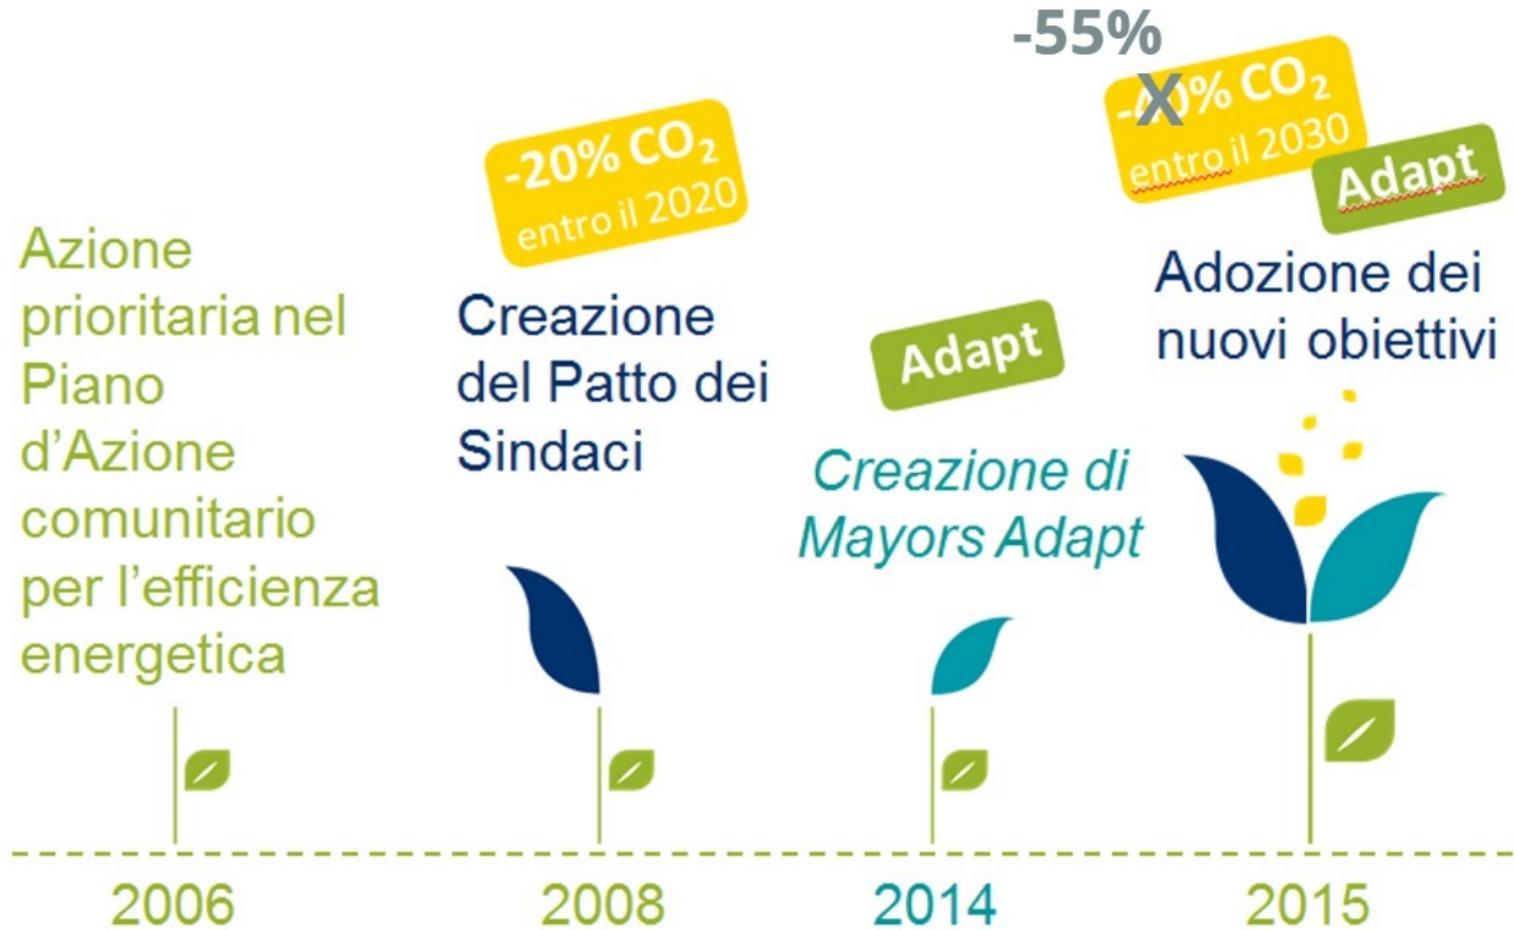 Azione
prioritaria nel
Piano
d'Azione
comunitario
per l'efficienza
energetica
2006
-20% CO₂
entro il 2020
Creazione
del Patto dei
Sindaci
2008
Adapt
Creazione di
Mayors Adapt
2014
-55%
X
-40% CO₂
entro il 2030
Adapt
Adozione dei
nuovi obiettivi
2015